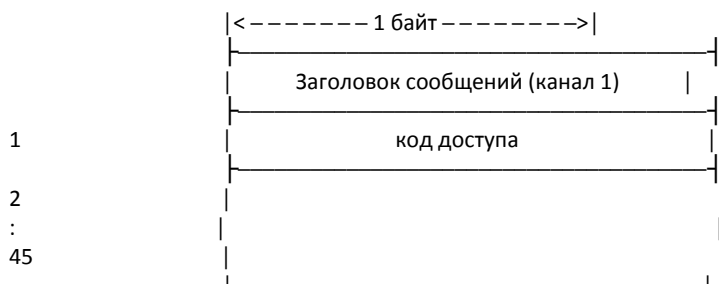 |< – – – – – – – 1 байт – – – – – – – –>|
Заголовок сообщений (канал 1)
1 код доступа
2
:
45